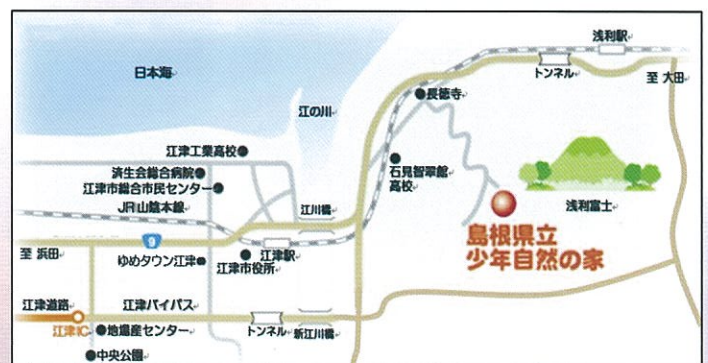 浅利駅
トンネル
至 大田
日本海
江の川
長徳寺
江津工業高校
済生会総合病院
江津市総合市民センター
JR山陰本線
石見智翠館
高校
浅利富士
江川橋
島根県立
少年自然の家
9
至 浜田
ゆめタウン江津
江津駅
江津市役所
江津道路
江津IC
江津バイパス
地場産センター
トンネル
新江川橋
中央公園